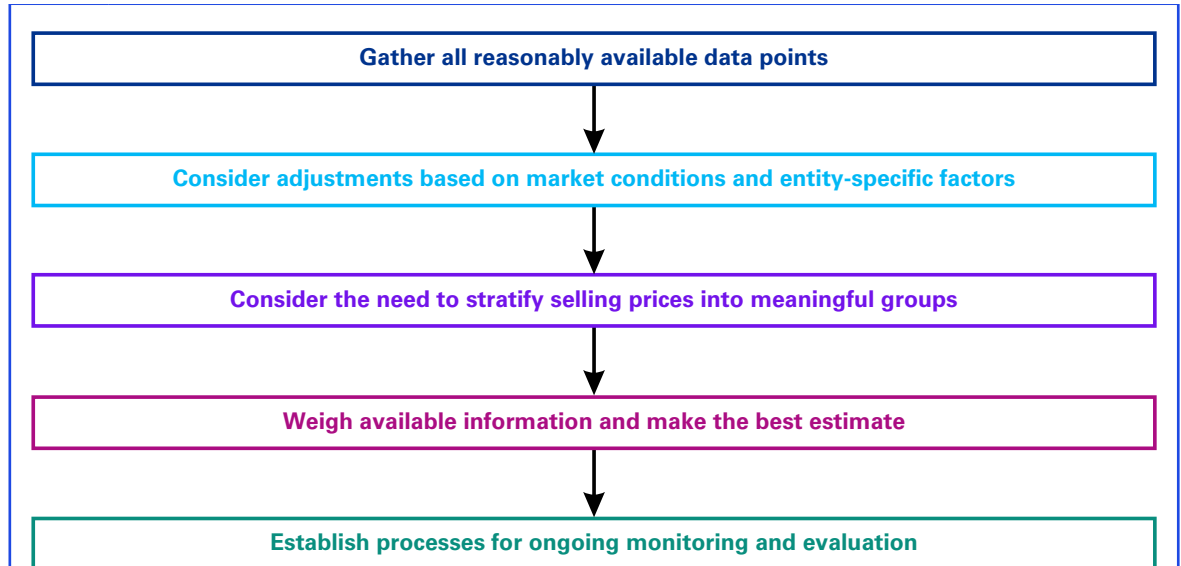 Gather all reasonably available data points
Consider adjustments based on market conditions and entity-specific factors
Consider the need to stratify selling prices into meaningful groups
Weigh available information and make the best estimate
Establish processes for ongoing monitoring and evaluation